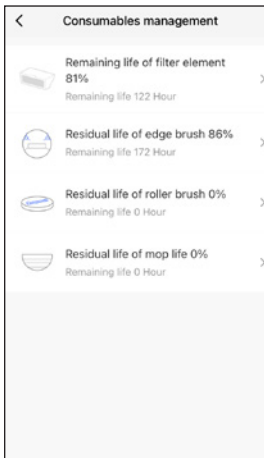 Consumables management
Remaining life of filter element
81%
Remaining life 122 Hour
Residual life of edge brush 86%
Remaining life 172 Hour
Residual life of roller brush 0%
Remaining life 0 Hour
Residual life of mop life 0%
Remaining life 0 Hour